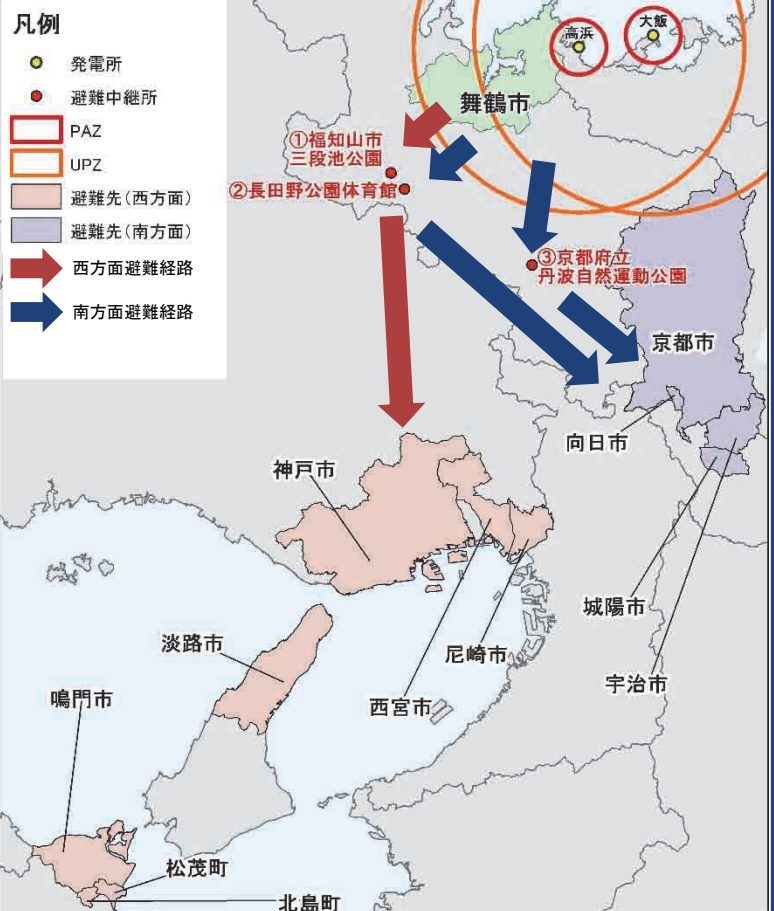 凡例
発電所
避難中継所
PAZ
UPZ
避難先(西方面)
避難先(南方面)
西方面避難経路
南方面避難経路
高浜
大飯
舞鶴市
①福知山市
三段池公園
②長田野公園体育館
③京都府立
丹波自然運動公園
京都市
向日市
神戸市
城陽市
淡路市
尼崎市
宇治市
鳴門市
西宮市
松茂町
北島町